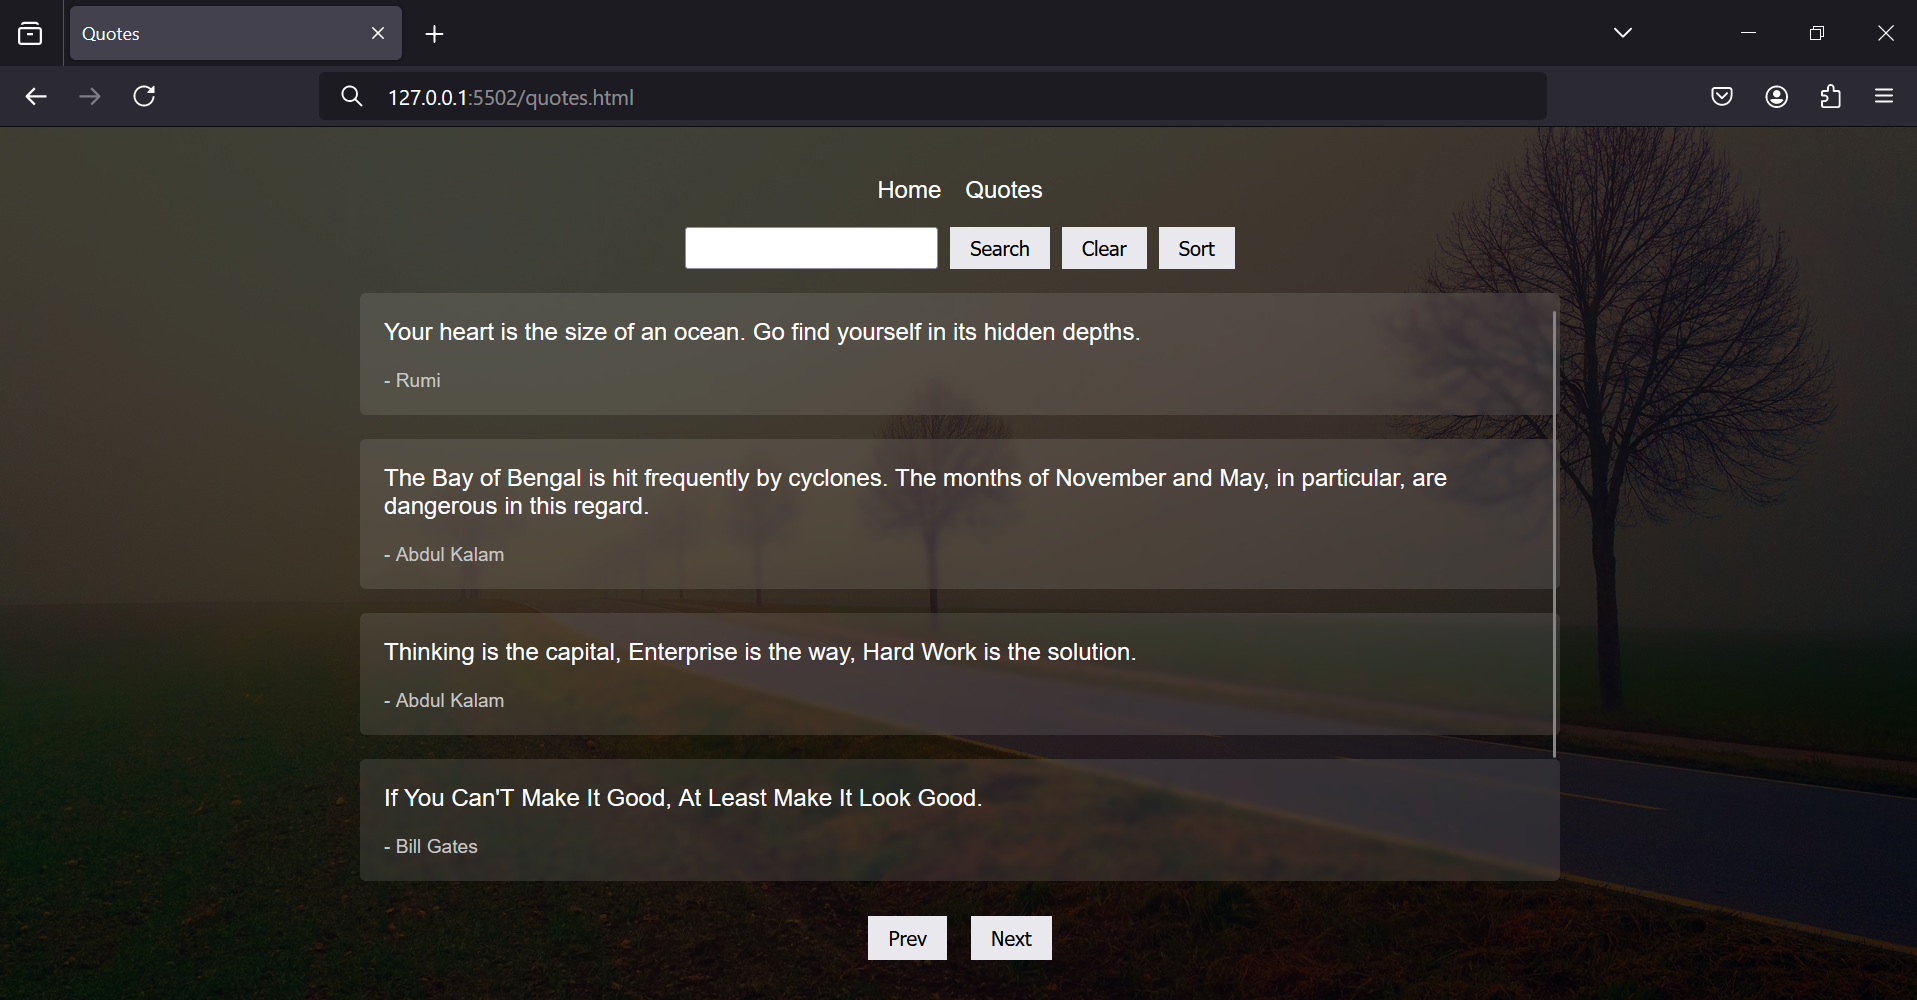 Quotes
127.0.0.1:5502/quotes.html
Home Quotes
Search Clear Sort
Your heart is the size of an ocean. Go find yourself in its hidden depths.
- Rumi
The Bay of Bengal is hit frequently by cyclones. The months of November and May, in particular, are
dangerous in this regard.
- Abdul Kalam
Thinking is the capital, Enterprise is the way, Hard Work is the solution.
- Abdul Kalam
If You Can'T Make It Good, At Least Make It Look Good.
- Bill Gates
Prev Next